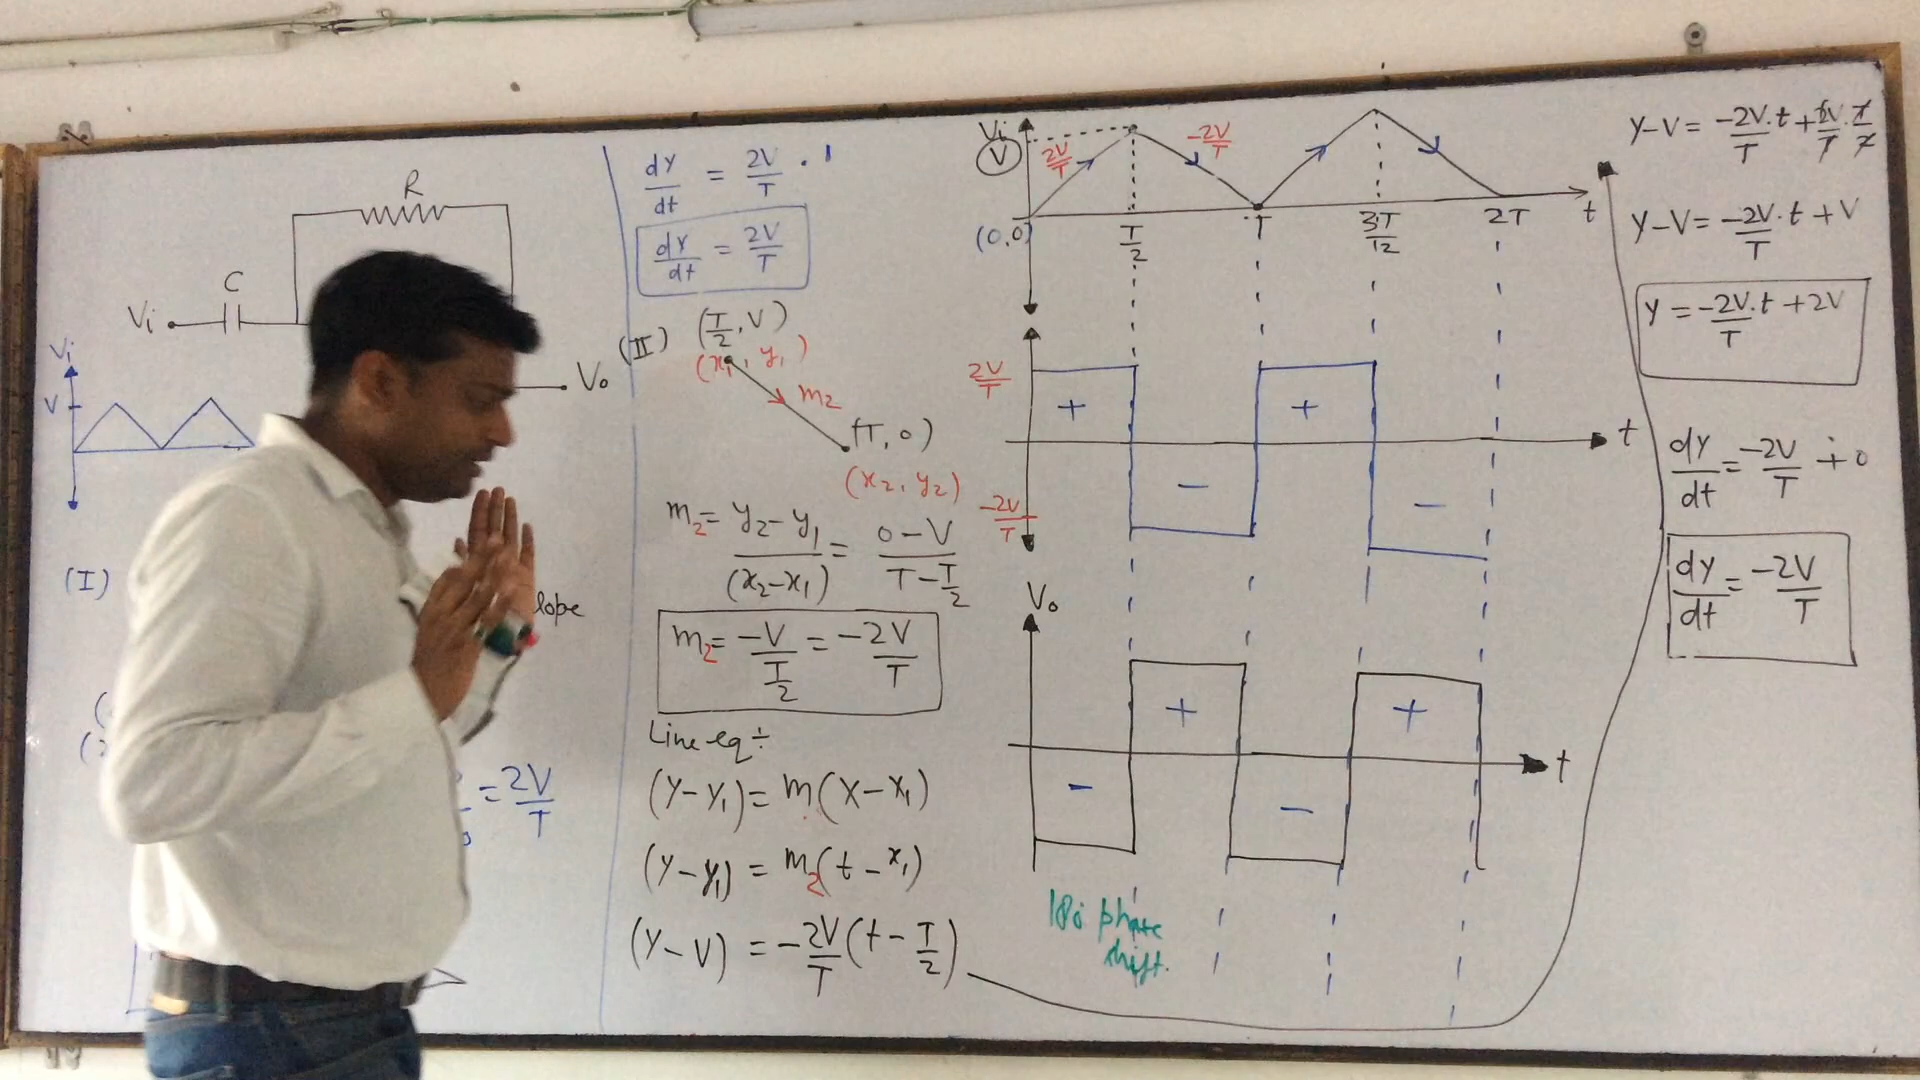 R
C
Vi
Vo
Vi
V
(I)
lope
= 2V/T
dy/dt = 2V/T . 1
dy/dt = 2V/T
(II) (T/2, V)
(x1, y1)
m2
(T, 0)
(x2, y2)
m2 = y2-y1/(x2-x1) = 0-V/T-T/2
m2 = -V/T/2 = -2V/T
Line eq ÷
(Y-Y1) = m(X-X1)
(Y-y1) = m2(t-x1)
(Y-V) = -2V/T(t-T/2)
Vi
V
2V/T
-2V/T
(0,0)
T/2
T
3T/12
2T
t
2V/T
+ - + -
t
-2V/T
Vo
- + - +
t
180 phase
shift.
Y-V = -2V/T.t + 2V/T.T/2
Y-V = -2V/T.t + V
Y = -2V/T.t + 2V
dy/dt = -2V/T + 0
dy/dt = -2V/T